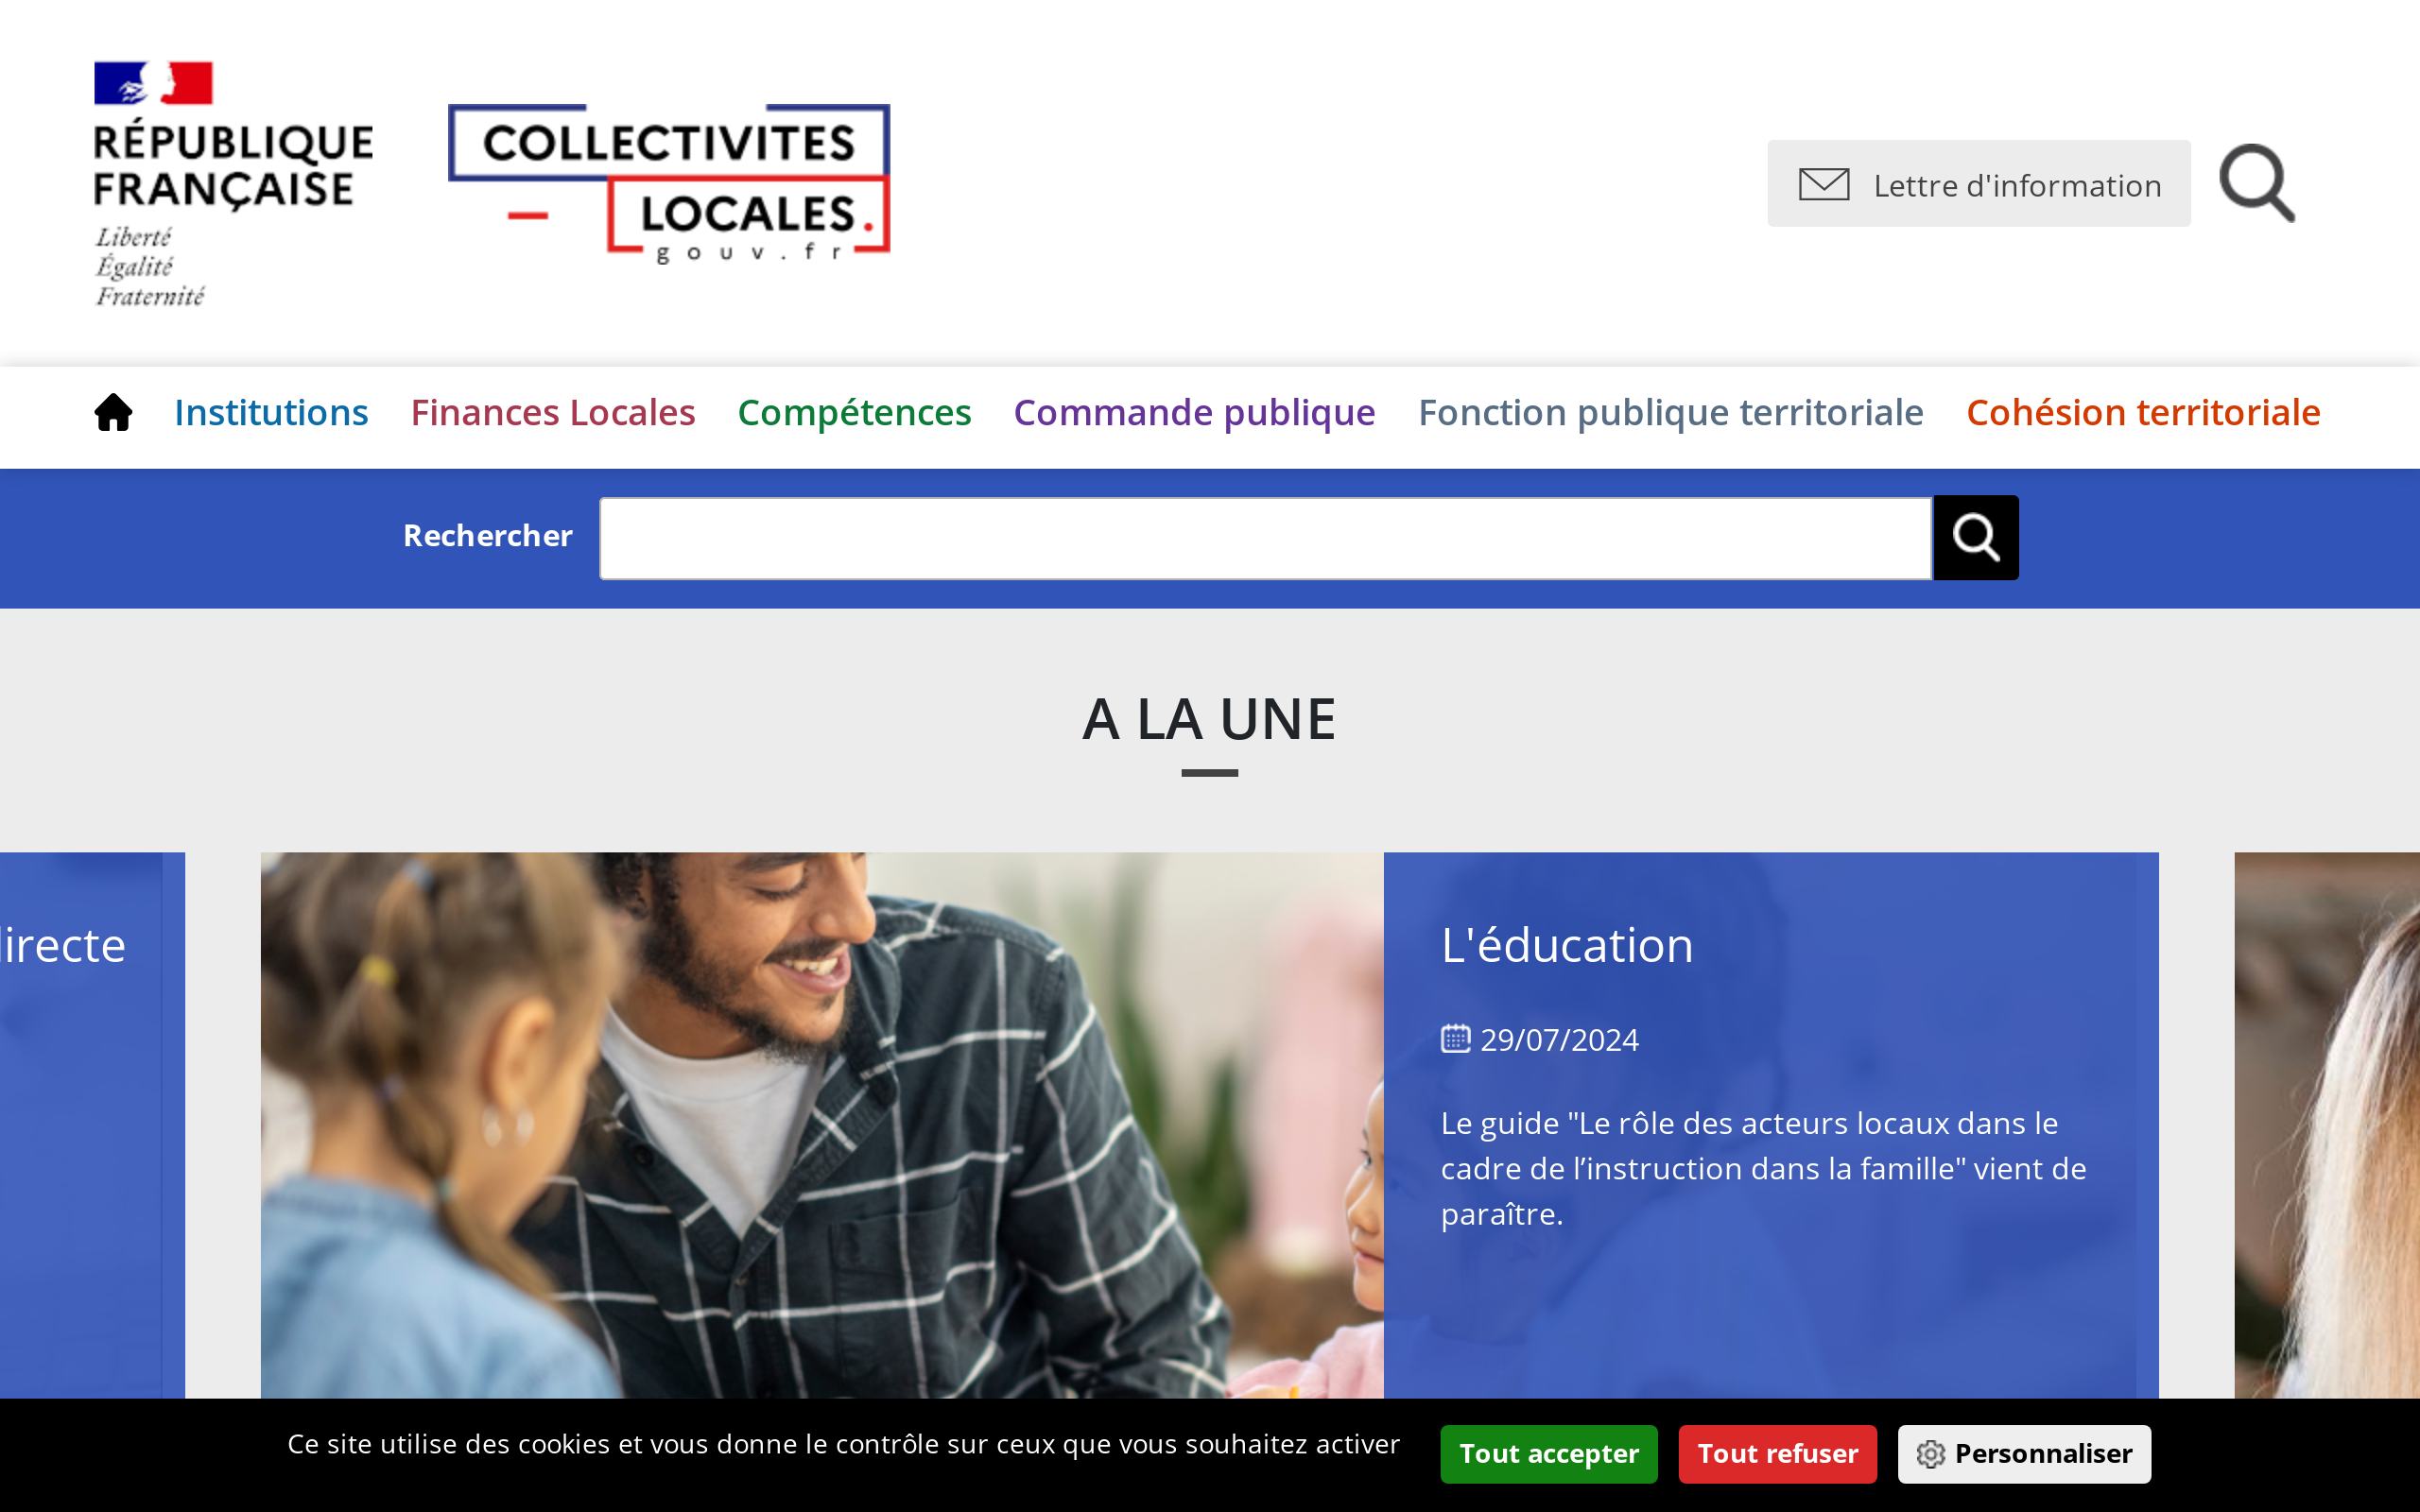 RÉPUBLIQUE
FRANÇAISE
Liberté
Égalité
Fraternité
COLLECTIVITES
LOCALES.
gouv.fr
Lettre d'information
Institutions Finances Locales Compétences Commande publique Fonction publique territoriale Cohésion territoriale
Rechercher
A LA UNE
directe
L'éducation
29/07/2024
Le guide "Le rôle des acteurs locaux dans le
cadre de l’instruction dans la famille" vient de
paraître.
Ce site utilise des cookies et vous donne le contrôle sur ceux que vous souhaitez activer
Tout accepter Tout refuser Personnaliser